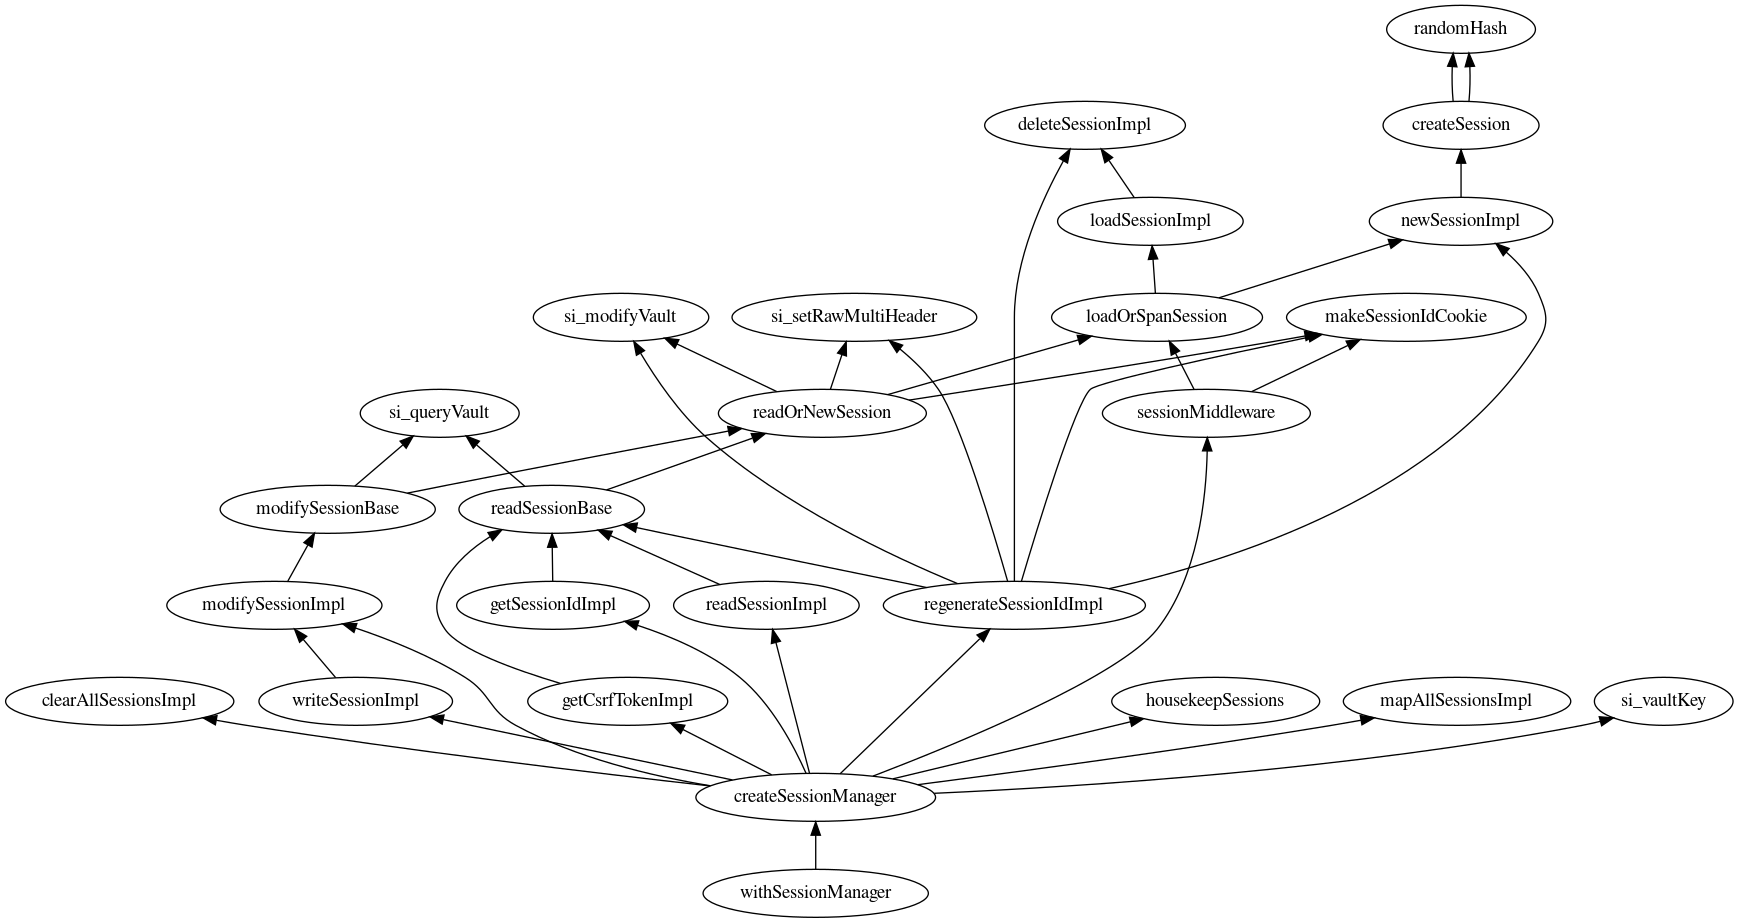 randomHash
deleteSessionImpl
createSession
loadSessionImpl
newSessionImpl
si_modifyVault
si_setRawMultiHeader
loadOrSpanSession
makeSessionIdCookie
si_queryVault
readOrNewSession
sessionMiddleware
modifySessionBase
readSessionBase
modifySessionImpl
getSessionIdImpl
readSessionImpl
regenerateSessionIdImpl
clearAllSessionsImpl
writeSessionImpl
getCsrfTokenImpl
housekeepSessions
mapAllSessionsImpl
si_vaultKey
createSessionManager
withSessionManager